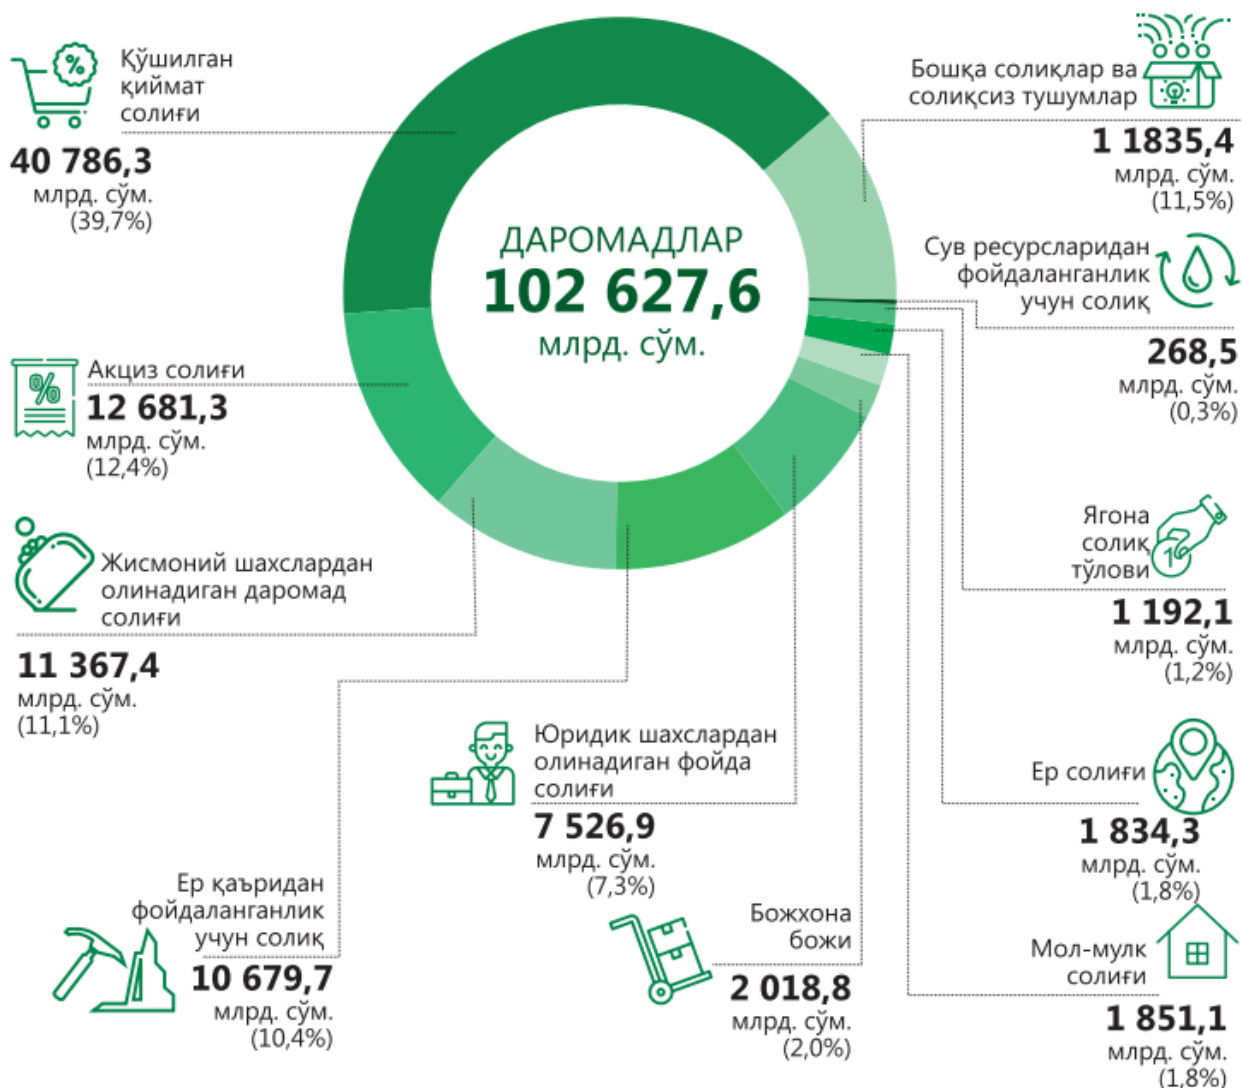 Қўшилган
қиймат
солиғи
40 786,3
млрд. сўм.
(39,7%)
Акциз солиғи
12 681,3
млрд. сўм.
(12,4%)
Жисмоний шахслардан
олинадиган даромад
солиғи
11 367,4
млрд. сўм.
(11,1%)
Ер қаъридан
фойдаланганлик
учун солиқ
10 679,7
млрд. сўм.
(10,4%)
ДАРОМАДЛАР
102 627,6
млрд. сўм.
Юридик шахслардан
олинадиган фойда
солиғи
7 526,9
млрд. сўм.
(7,3%)
Божхона
божи
2 018,8
млрд. сўм.
(2,0%)
Бошқа солиқлар ва
солиқсиз тушумлар
1 1835,4
млрд. сўм.
(11,5%)
Сув ресурсларидан
фойдаланганлик
учун солиқ
268,5
млрд. сўм.
(0,3%)
Ягона
солиқ
тўлови
1
1 192,1
млрд. сўм.
(1,2%)
Ер солиғи
1 834,3
млрд. сўм.
(1,8%)
Мол-мулк
солиғи
1 851,1
млрд. сўм.
(1,8%)